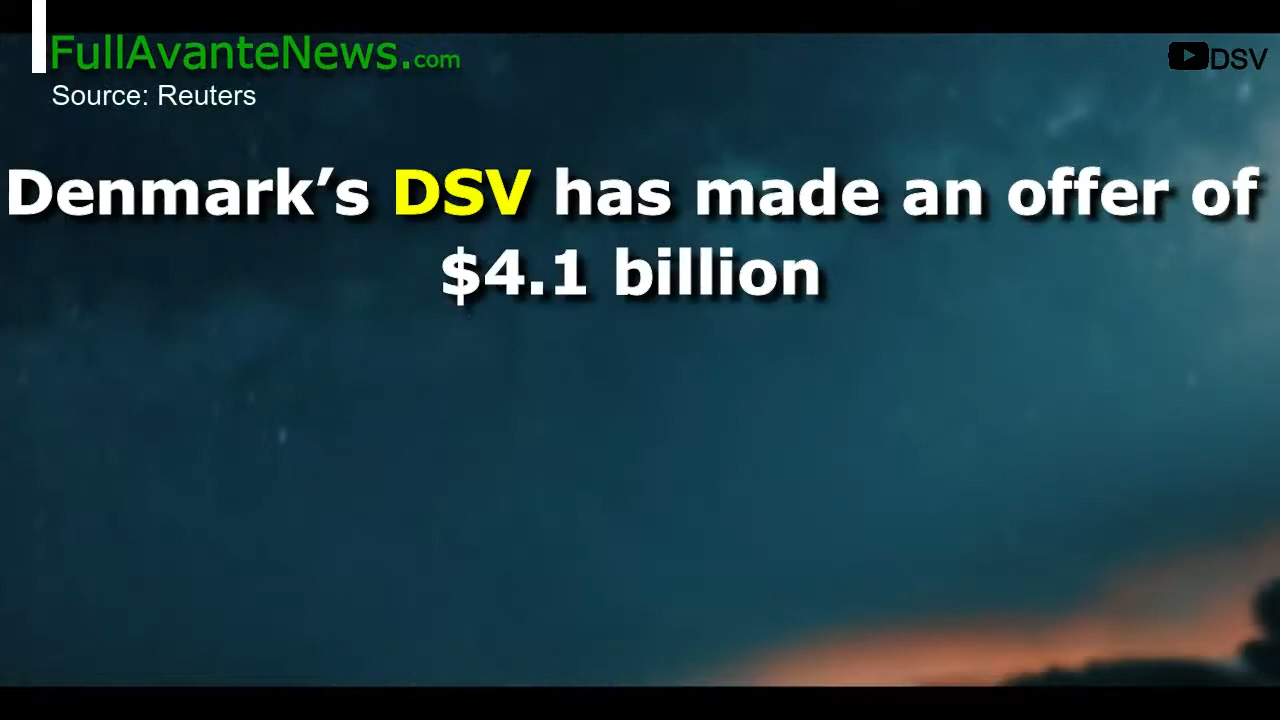 FullAvanteNews.com
DSV
Source: Reuters
Denmark’s DSV has made an offer of
$4.1 billion